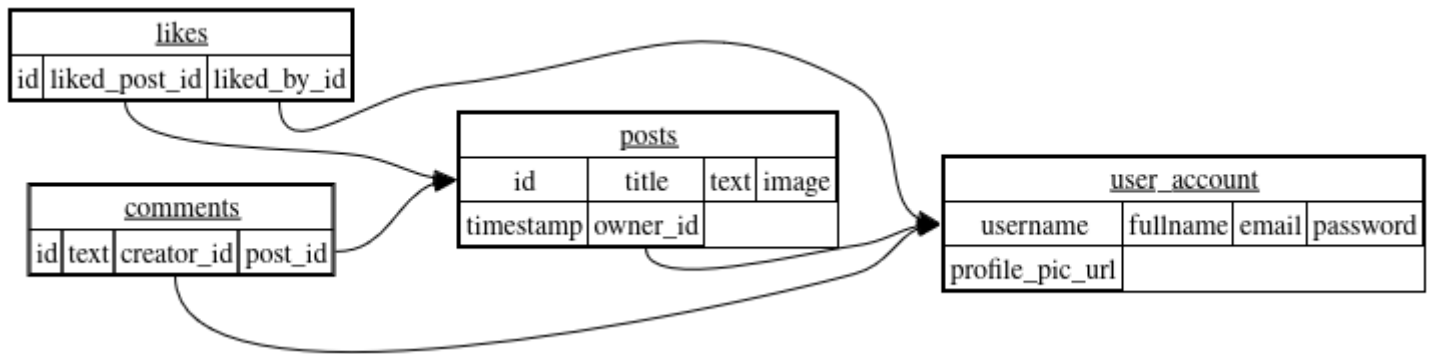 likes
id liked_post_id liked_by_id
posts
id title text image
timestamp owner_id
comments
id text creator_id post_id
user_account
username fullname email password
profile_pic_url